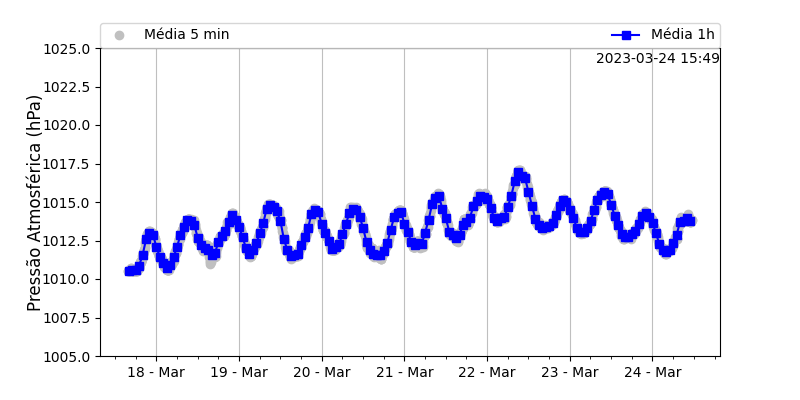 Média 5 min
Média 1h
2023-03-24 15:49
Pressão Atmosférica (hPa)
1025.0
1022.5
1020.0
1017.5
1015.0
1012.5
1010.0
1007.5
1005.0
18 - Mar
19 - Mar
20 - Mar
21 - Mar
22 - Mar
23 - Mar
24 - Mar